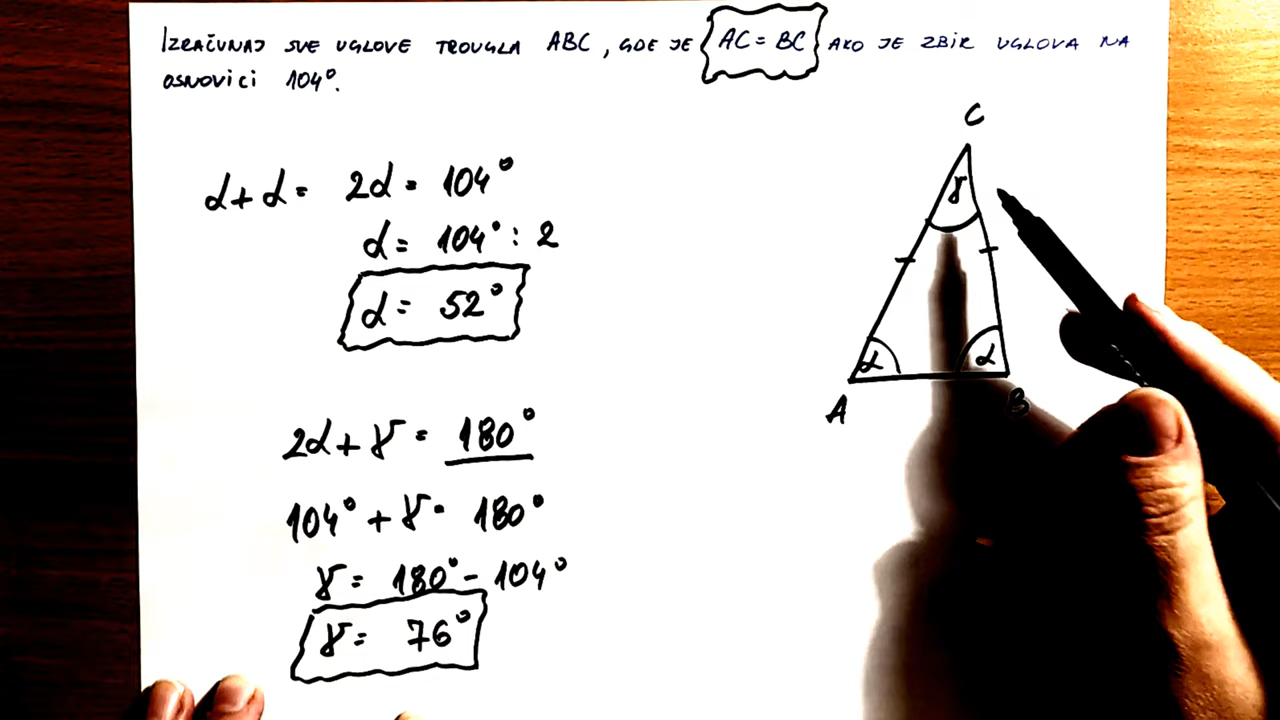 IZRAČUNAJ SVE UGLOVE TROUGLA ABC, GDE JE AC = BC AKO JE ZBIR UGLOVA NA
OSNOVICI 104°.
α + α = 2α = 104°
α = 104° : 2
α = 52°
2α + γ = 180°
104° + γ = 180°
γ = 180° - 104°
γ = 76°
C
γ
α α
A B